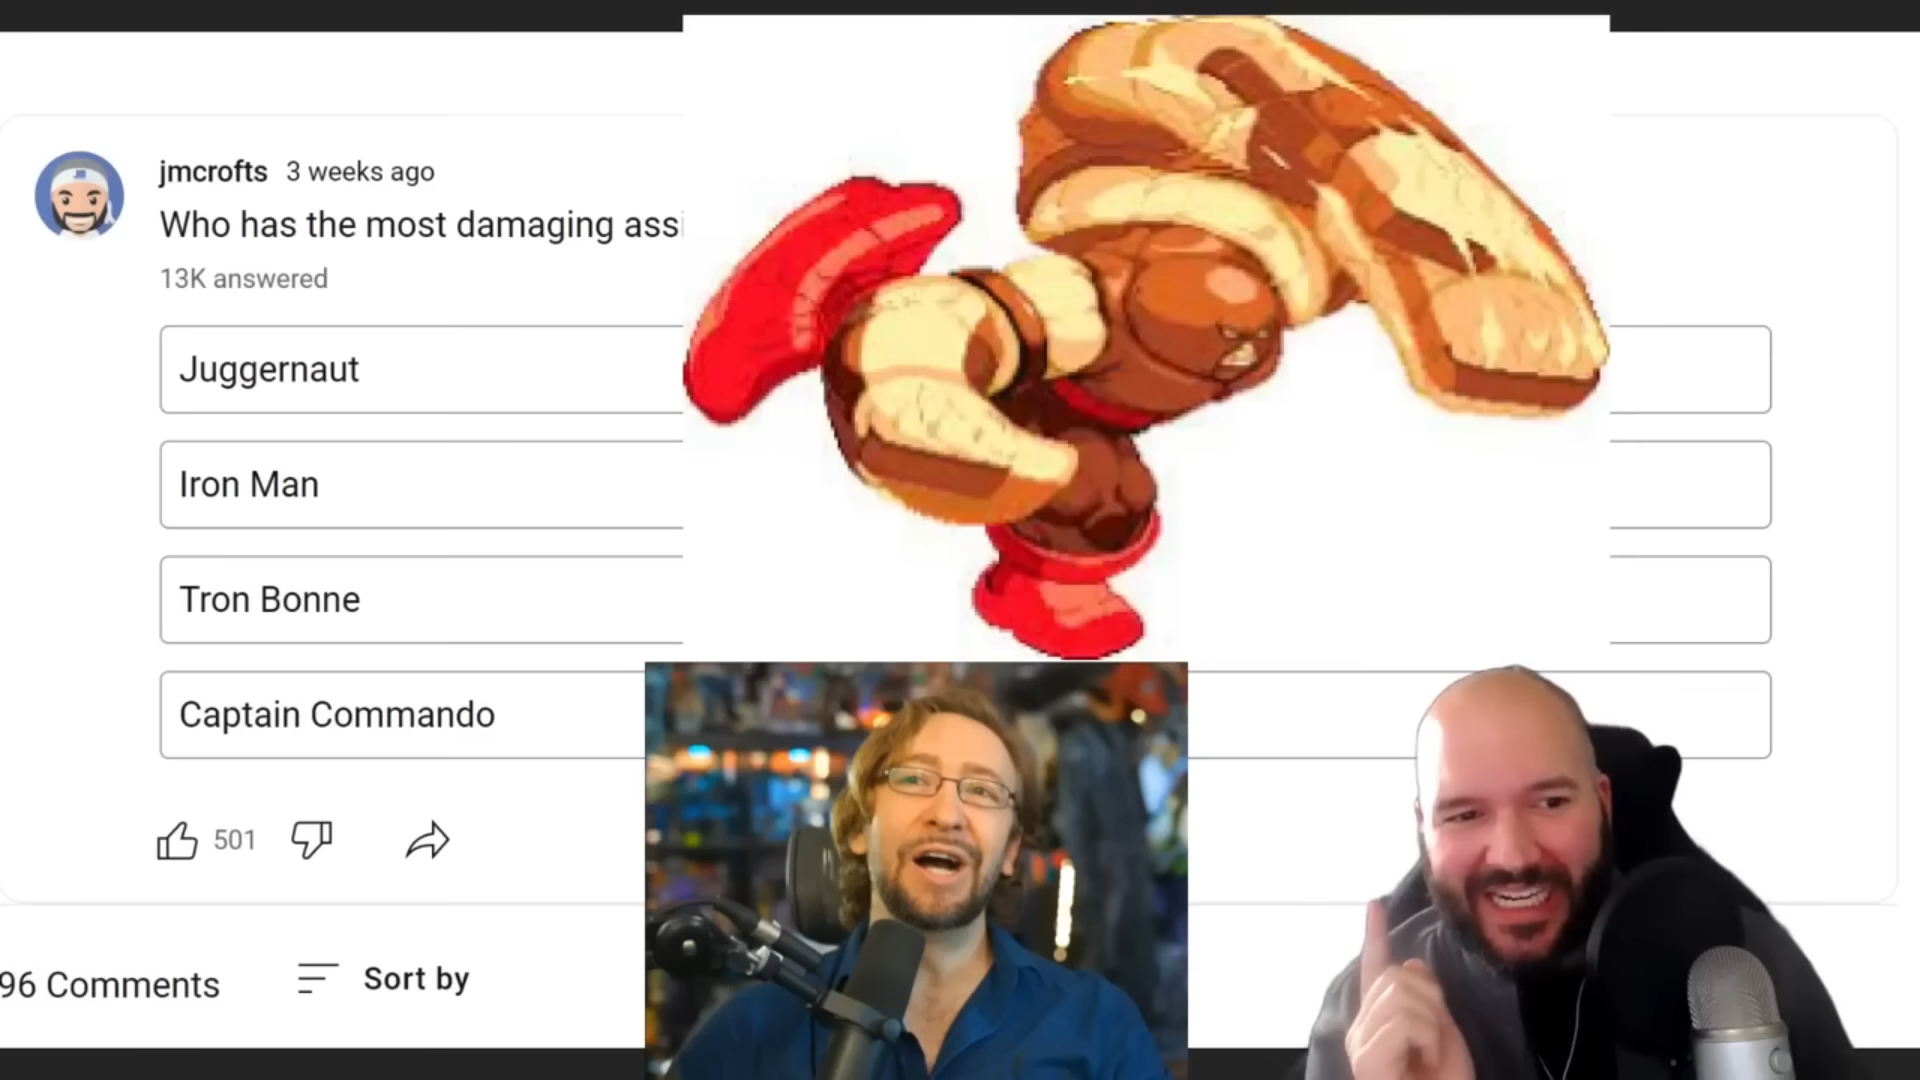 jmcrofts 3 weeks ago
Who has the most damaging
13K answered
Juggernaut
Iron Man
Tron Bonne
Captain Commando
501
96 Comments
Sort by